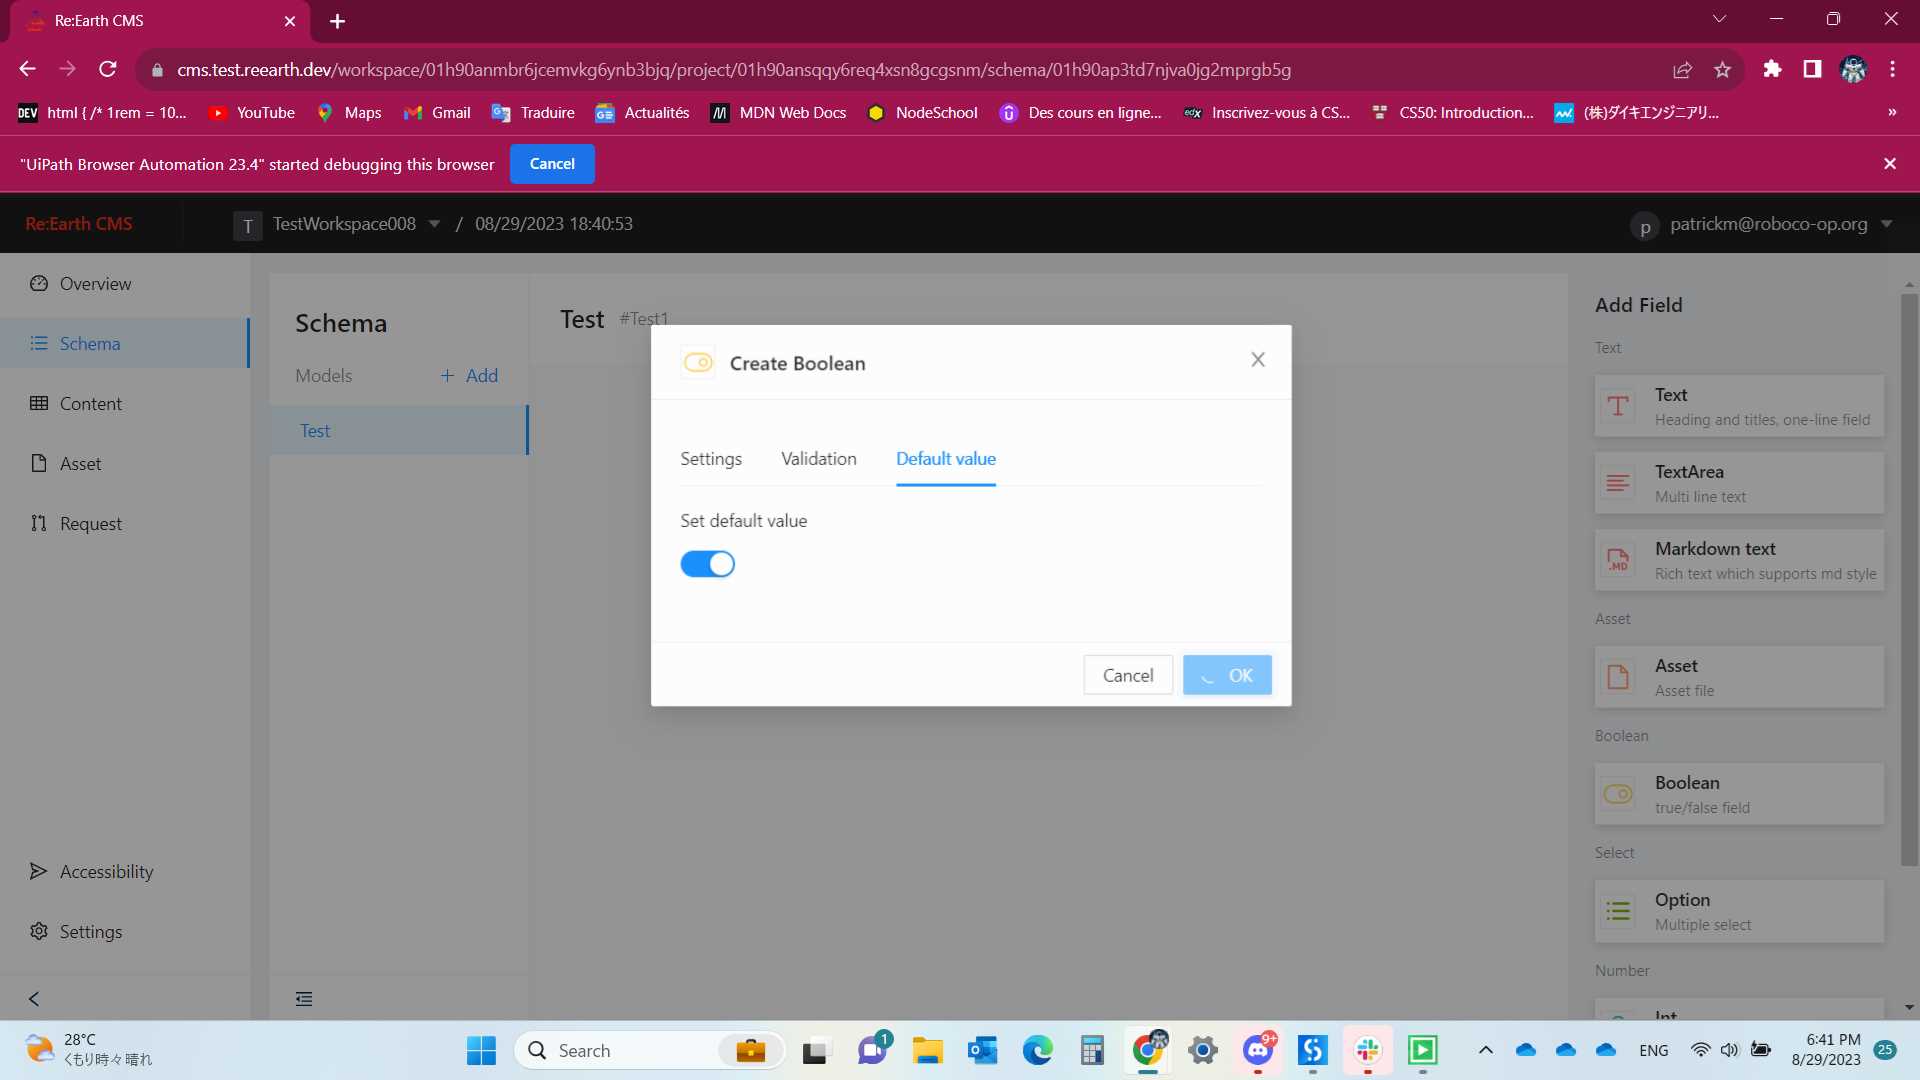 Re:Earth CMS
cms.test.reearth.dev/workspace/01h90anmbr6jcemvkg6ynb3bjq/project/01h90ansqqy6req4xsn8gcgsnm/schema/01h90ap3td7njva0jg2mprgb5g
DEV html { /* 1rem = 10... YouTube Maps Gmail Traduire Actualités MDN Web Docs NodeSchool Des cours en ligne... edX Inscrivez-vous à CS... CS50: Introduction... (株)ダイキエンジニアリ... »
"UiPath Browser Automation 23.4" started debugging this browser Cancel
Re:Earth CMS T TestWorkspace008 / 08/29/2023 18:40:53 p patrickm@roboco-op.org
Overview
Schema
Content
Asset
Request
Accessibility
Settings
Schema
Models + Add
Test
Test #Test1
Create Boolean
Settings Validation Default value
Set default value
Cancel OK
Add Field
Text
Text
Heading and titles, one-line field
TextArea
Multi line text
Markdown text
.MD
Rich text which supports md style
Asset
Asset
Asset file
Boolean
Boolean
true/false field
Select
Option
Multiple select
Number
Int
28°C
くもり時々晴れ
Search
1
9+
ENG
6:41 PM
8/29/2023
25